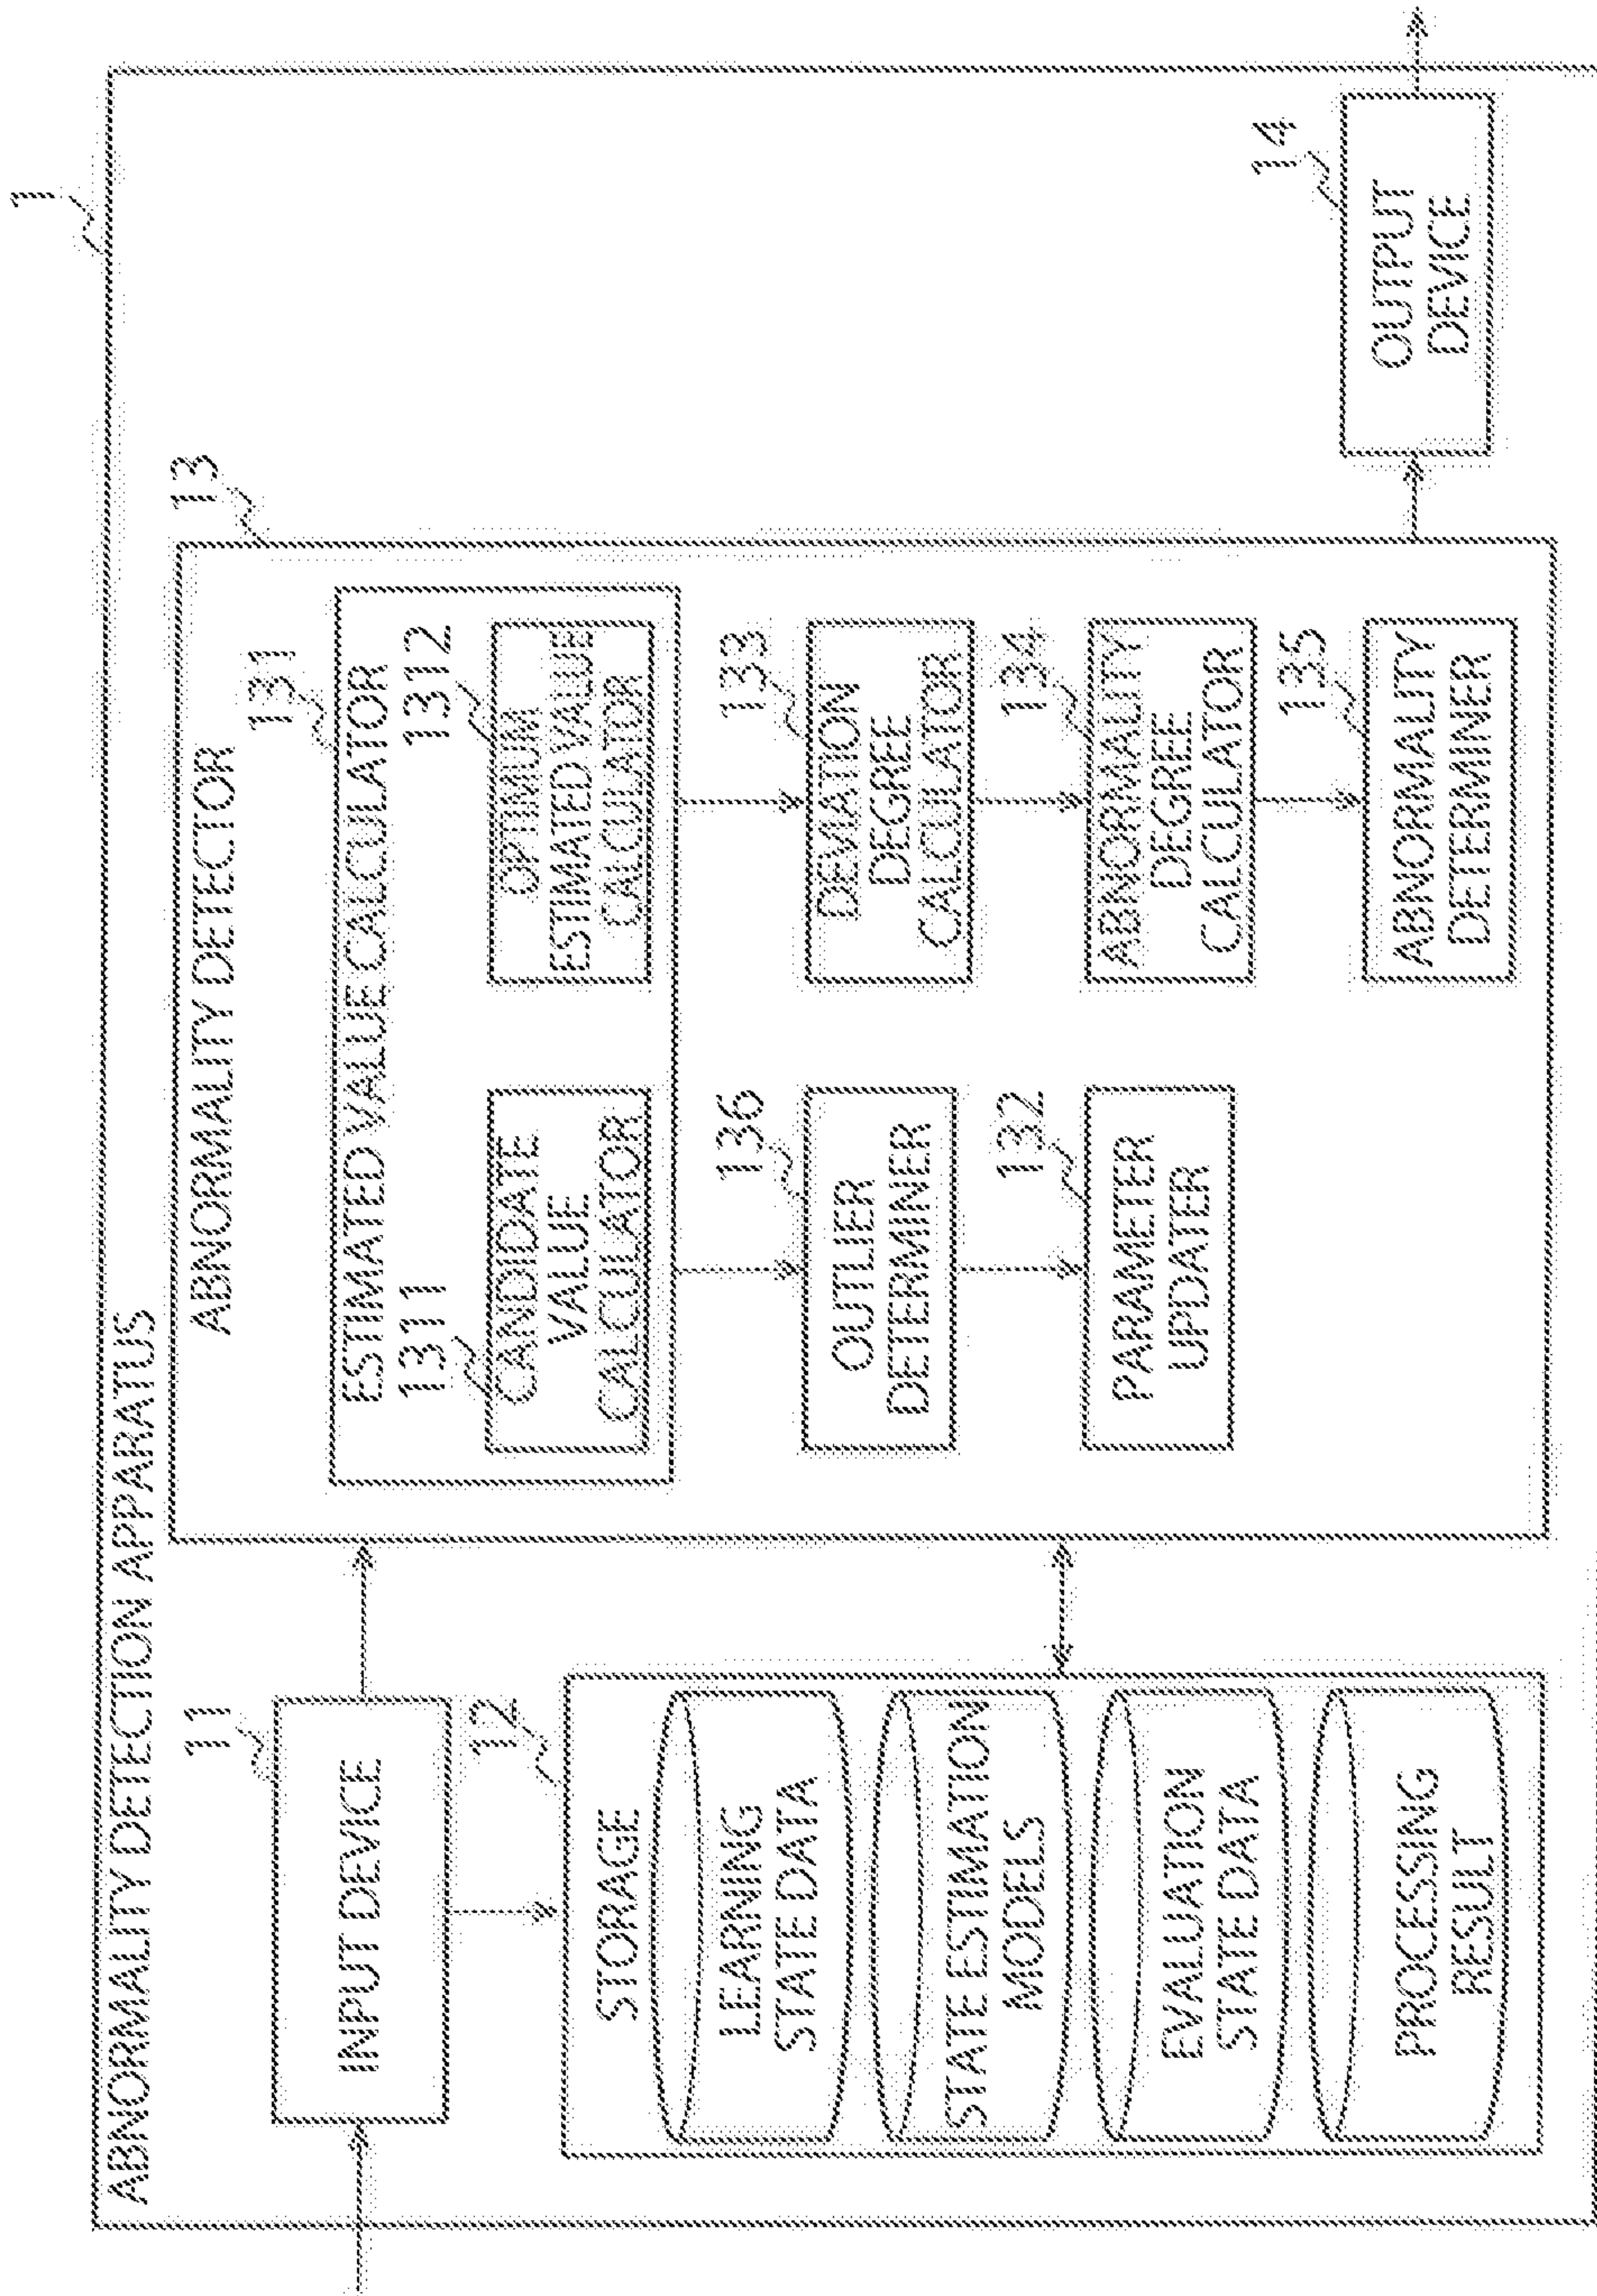 1
ABNORMALITY DETECTION APPARATUS
11
INPUT DEVICE
12
STORAGE
LEARNING
STATE DATA
STATE ESTIMATION
MODELS
EVALUATION
STATE DATA
PROCESSING
RESULT
13
ABNORMALITY DETECTOR
131
ESTIMATED VALUE CALCULATOR
1311
CANDIDATE
VALUE
CALCULATOR
1312
OPTIMUM
ESTIMATED VALUE
CALCULATOR
136
OUTLIER
DETERMINER
132
PARAMETER
UPDATER
133
DEVIATION
DEGREE
CALCULATOR
134
ABNORMALITY
DEGREE
CALCULATOR
135
ABNORMALITY
DETERMINER
14
OUTPUT
DEVICE